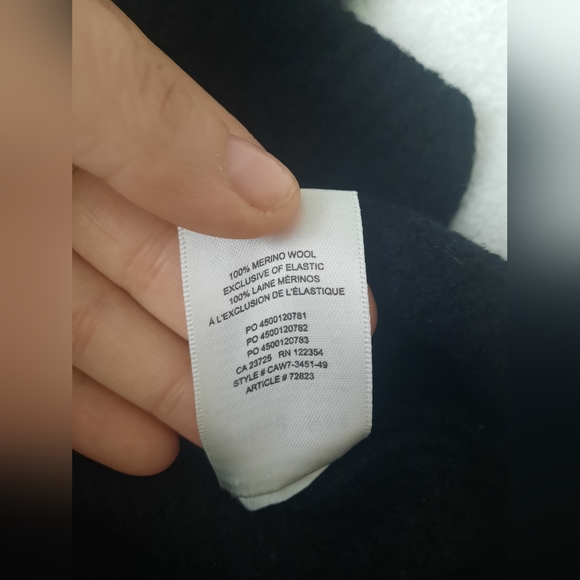 100% MERINO WOOL
EXCLUSIVE OF ELASTIC
100% LAINE MÉRINOS
À L'EXCLUSION DE L'ÉLASTIQUE
PO 4500120781
PO 4500120782
PO 4500120783
CA 23725 RN 122354
STYLE # CAW7-3451-49
ARTICLE # 72823